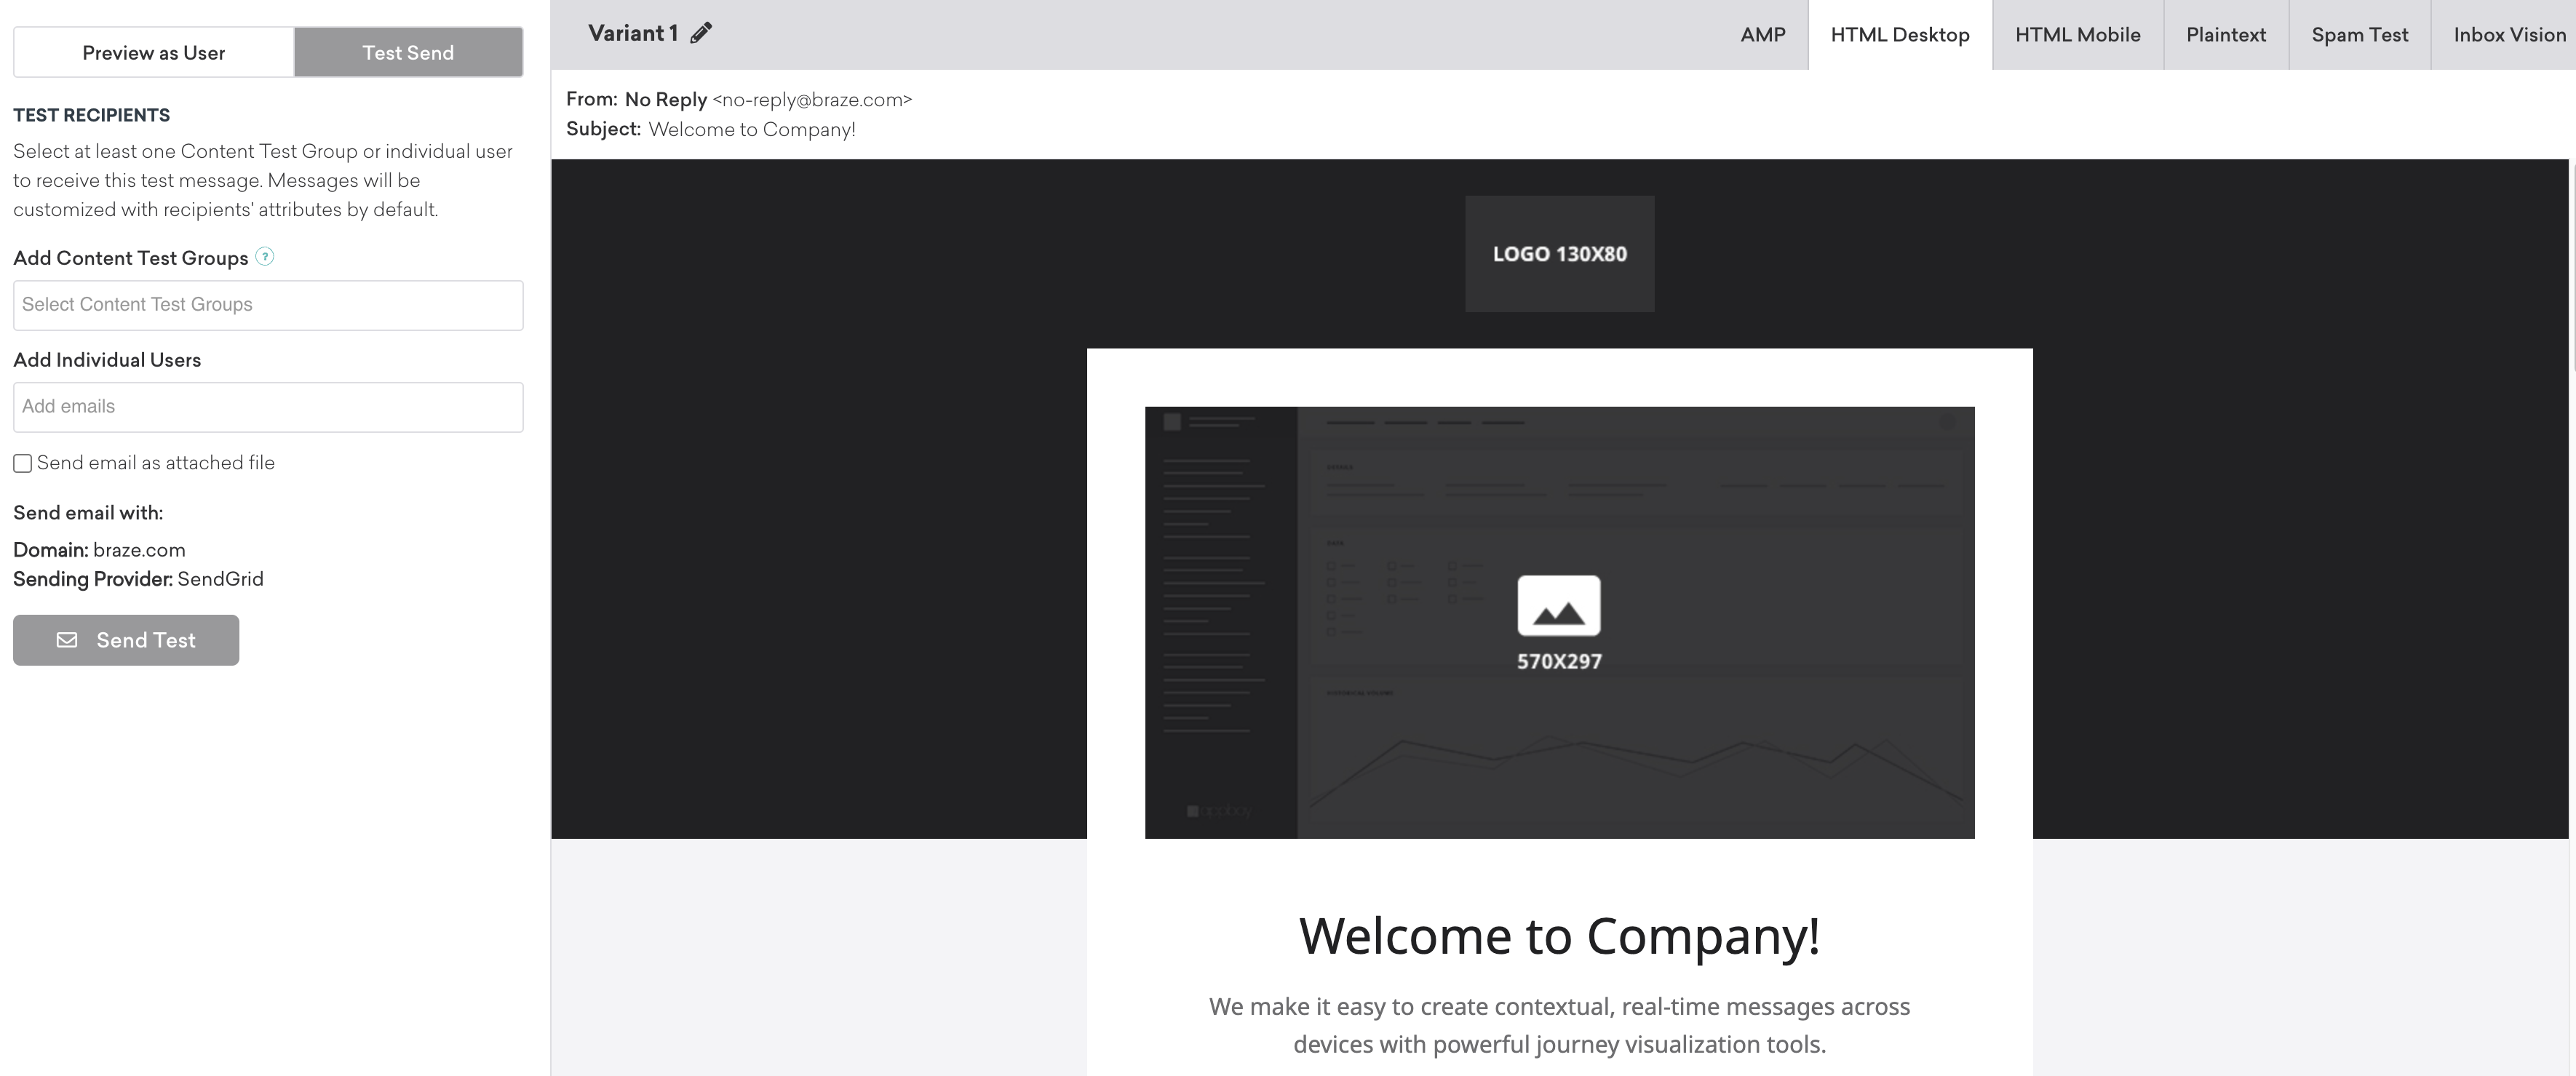 Preview as User
Test Send
TEST RECIPIENTS
Select at least one Content Test Group or individual user
to receive this test message. Messages will be
customized with recipients' attributes by default.
Add Content Test Groups ?
Select Content Test Groups
Add Individual Users
Add emails
Send email as attached file
Send email with:
Domain: braze.com
Sending Provider: SendGrid
Send Test
Variant 1
AMP
HTML Desktop
HTML Mobile
Plaintext
Spam Test
Inbox Vision
From: No Reply <no-reply@braze.com>
Subject: Welcome to Company!
LOGO 130X80
570X297
Welcome to Company!
We make it easy to create contextual, real-time messages across
devices with powerful journey visualization tools.